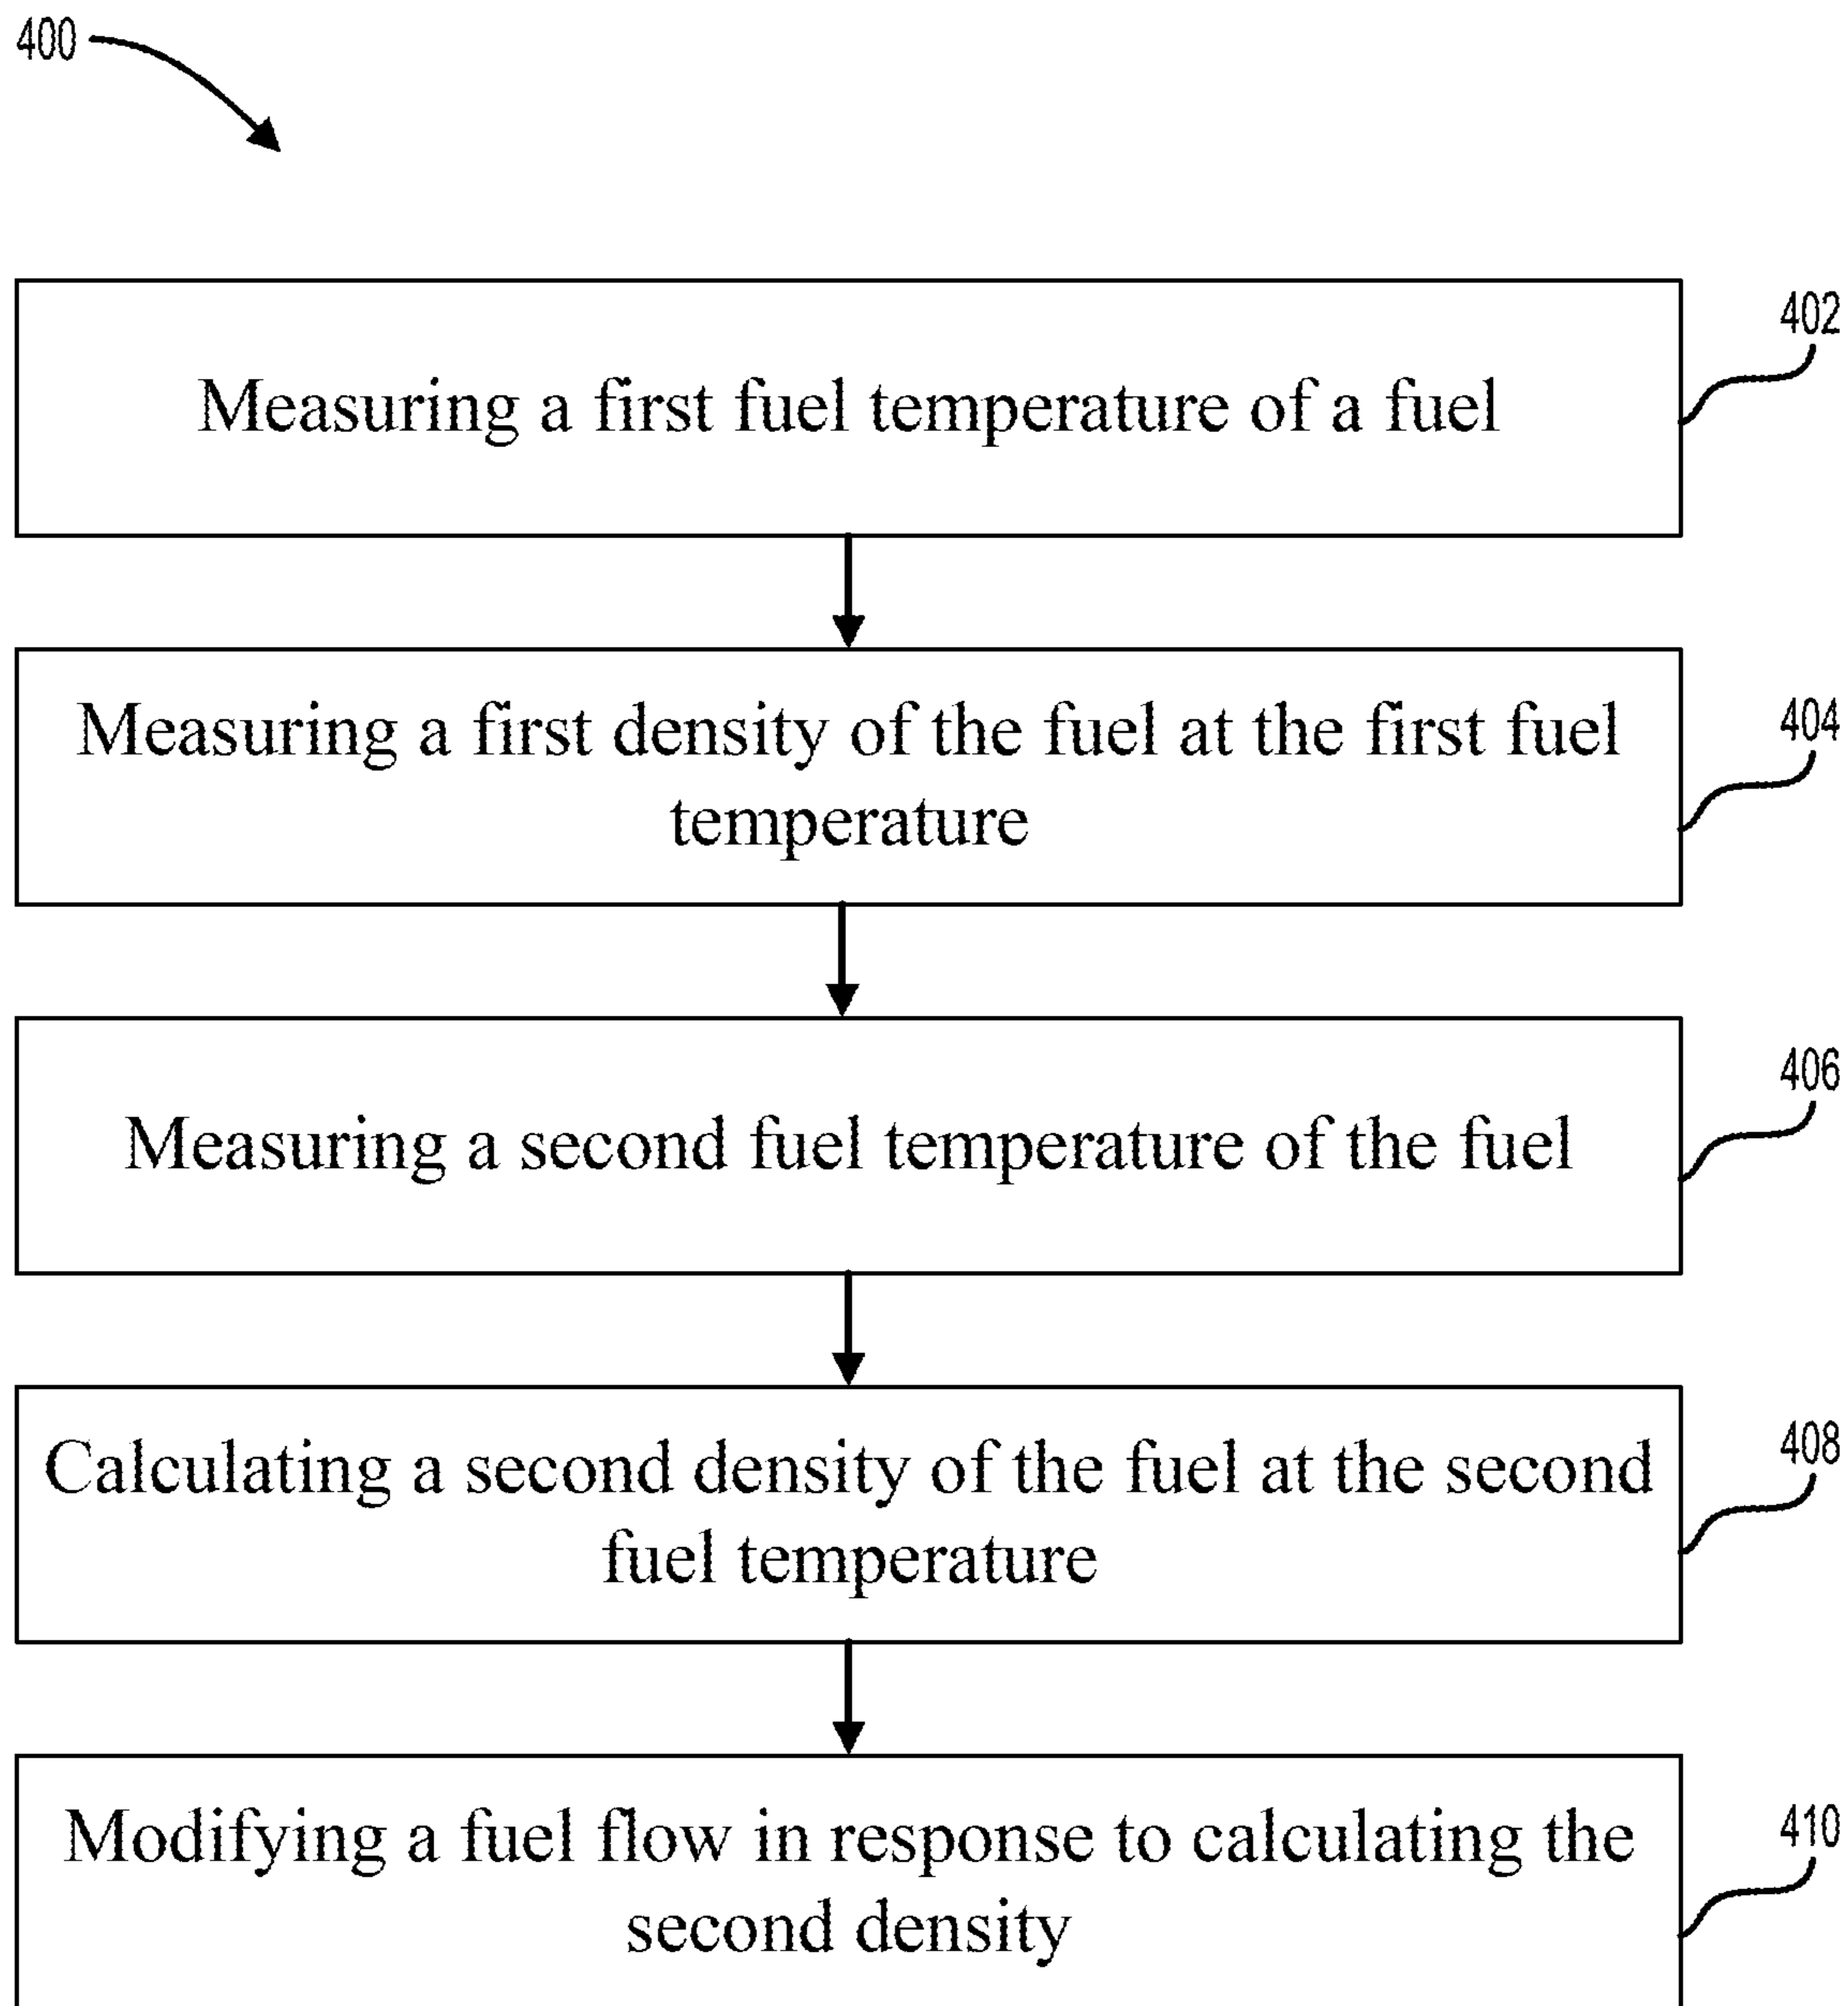 400
402
Measuring a first fuel temperature of a fuel
404
Measuring a first density of the fuel at the first fuel
temperature
406
Measuring a second fuel temperature of the fuel
408
Calculating a second density of the fuel at the second
fuel temperature
410
Modifying a fuel flow in response to calculating the
second density